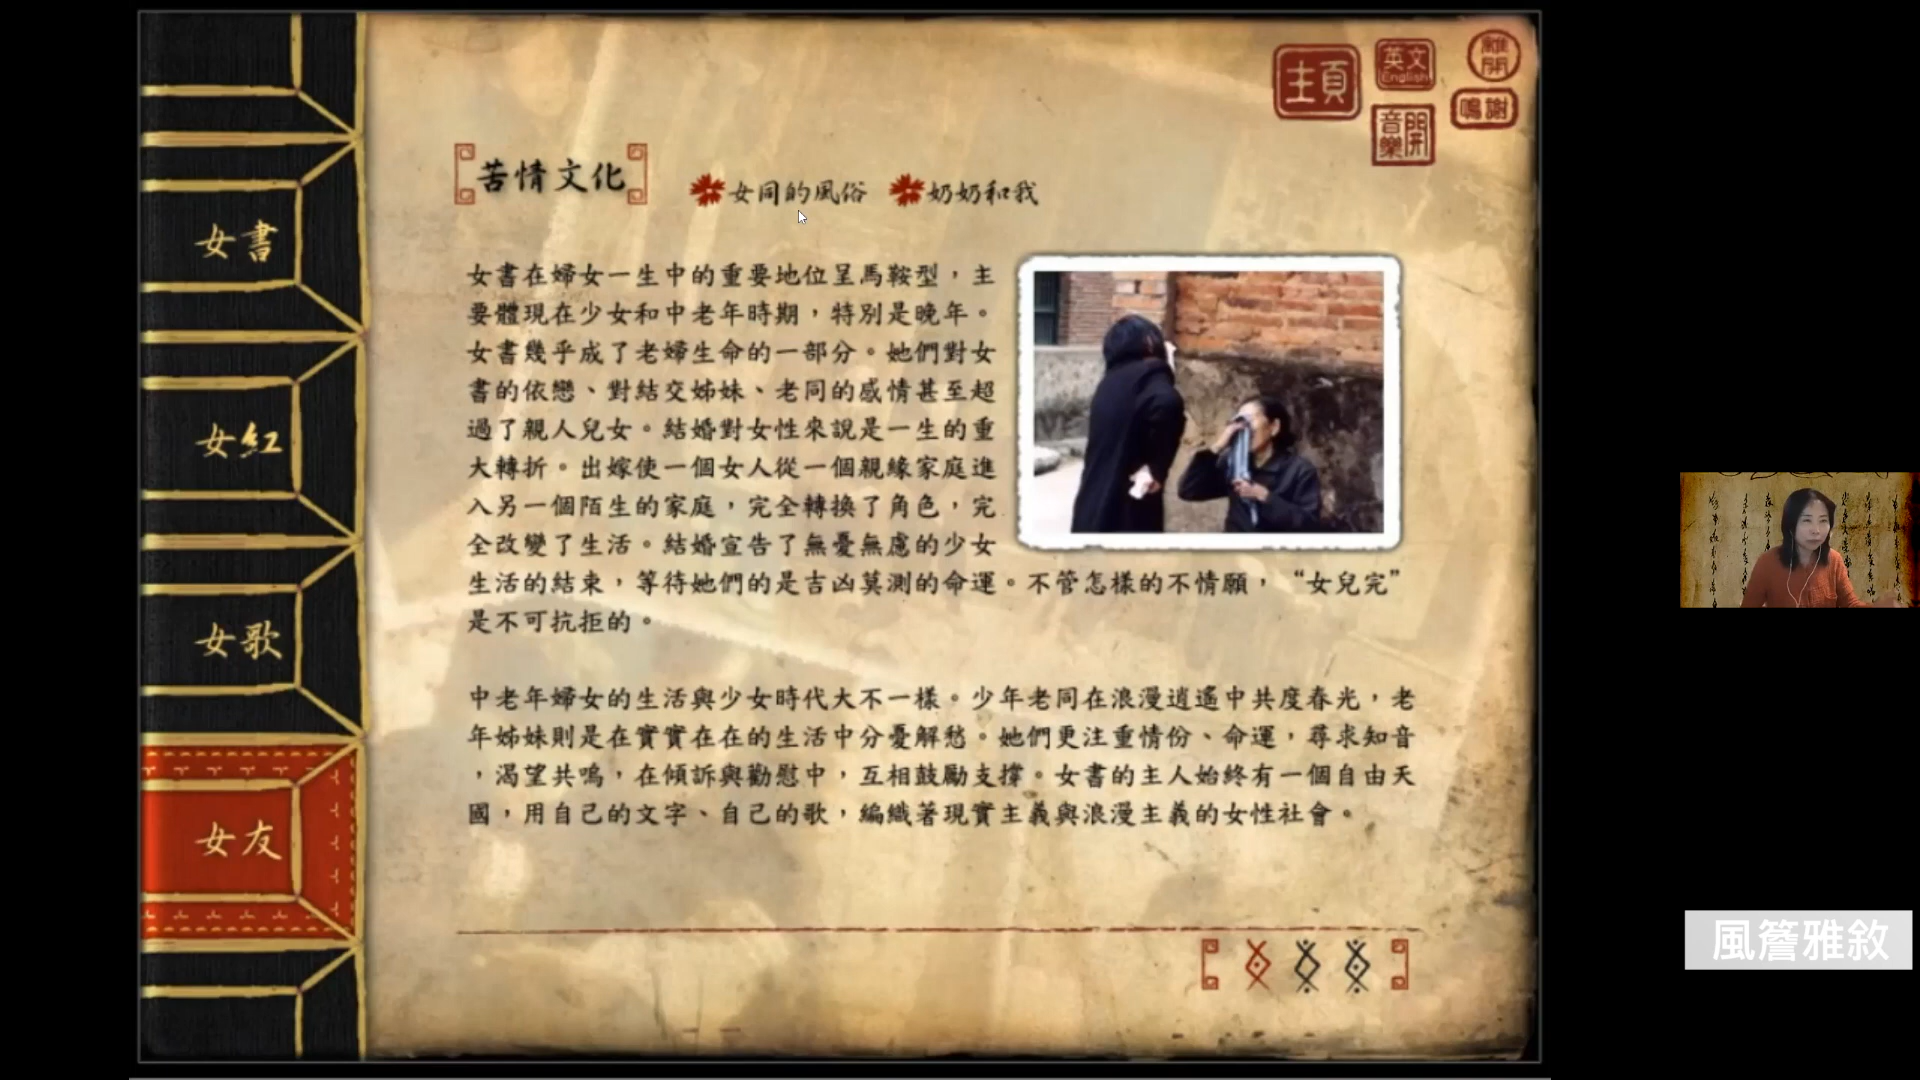 主頁
英文
English
離開
音樂開
鳴謝
苦情文化
女同的風俗
奶奶和我
女書
女紅
女歌
女友
女書在婦女一生中的重要地位呈馬鞍型，主
要體現在少女和中老年時期，特別是晚年。
女書幾乎成了老婦生命的一部分。她們對女
書的依戀、對結交姊妹、老同的感情甚至超
過了親人兒女。結婚對女性來說是一生的重
大轉折。出嫁使一個女人從一個親緣家庭進
入另一個陌生的家庭，完全轉換了角色，完
全改變了生活。結婚宣告了無憂無慮的少女
生活的結束，等待她們的是吉凶莫測的命運。不管怎樣的不情願，“女兒完”
是不可抗拒的。
中老年婦女的生活與少女時代大不一樣。少年老同在浪漫逍遙中共度春光，老
年姊妹則是在實實在在的生活中分憂解愁。她們更注重情份、命運，尋求知音
，渴望共鳴，在傾訴與勸慰中，互相鼓勵支撐。女書的主人始終有一個自由天
國，用自己的文字、自己的歌，編織著現實主義與浪漫主義的女性社會。
風簷雅敘